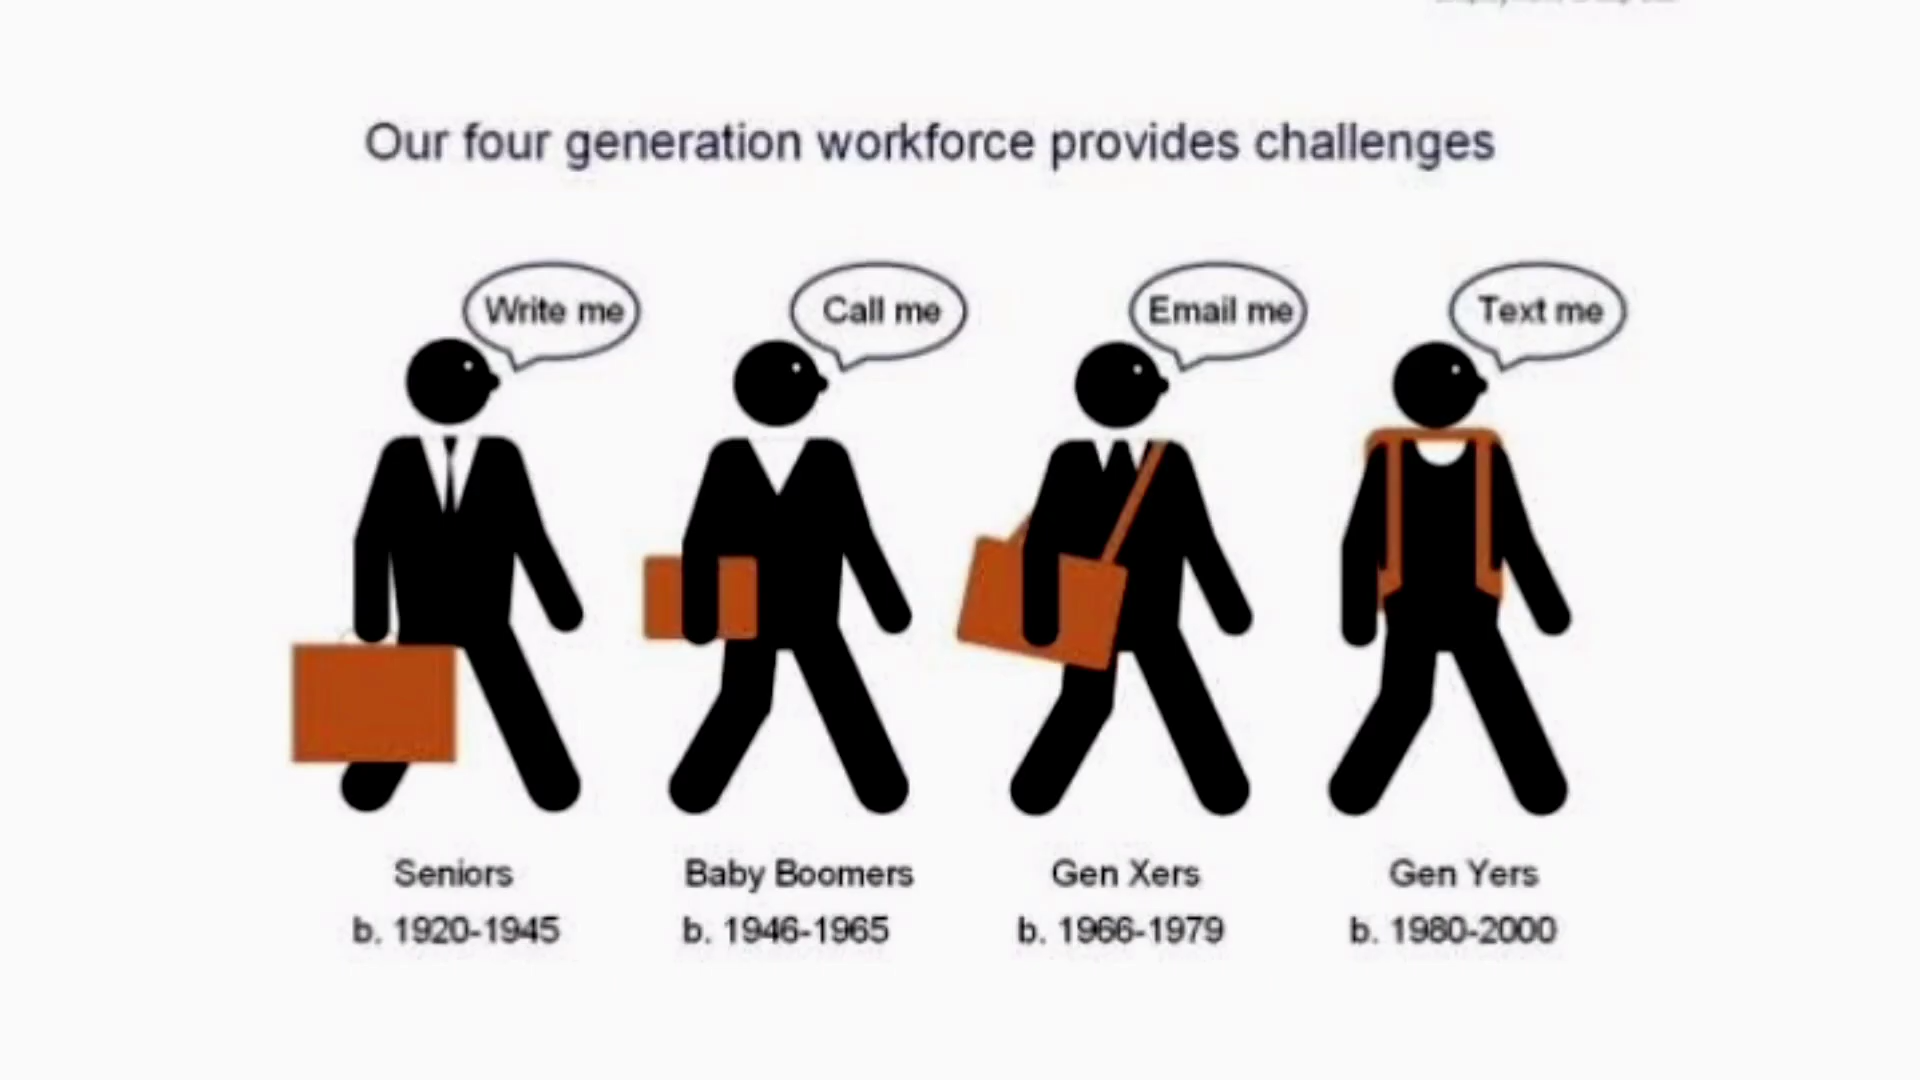 Our four generation workforce provides challenges
Write me
Call me
Email me
Text me
Seniors
Baby Boomers
Gen Xers
Gen Yers
b. 1920-1945
b. 1946-1965
b. 1966-1979
b. 1980-2000